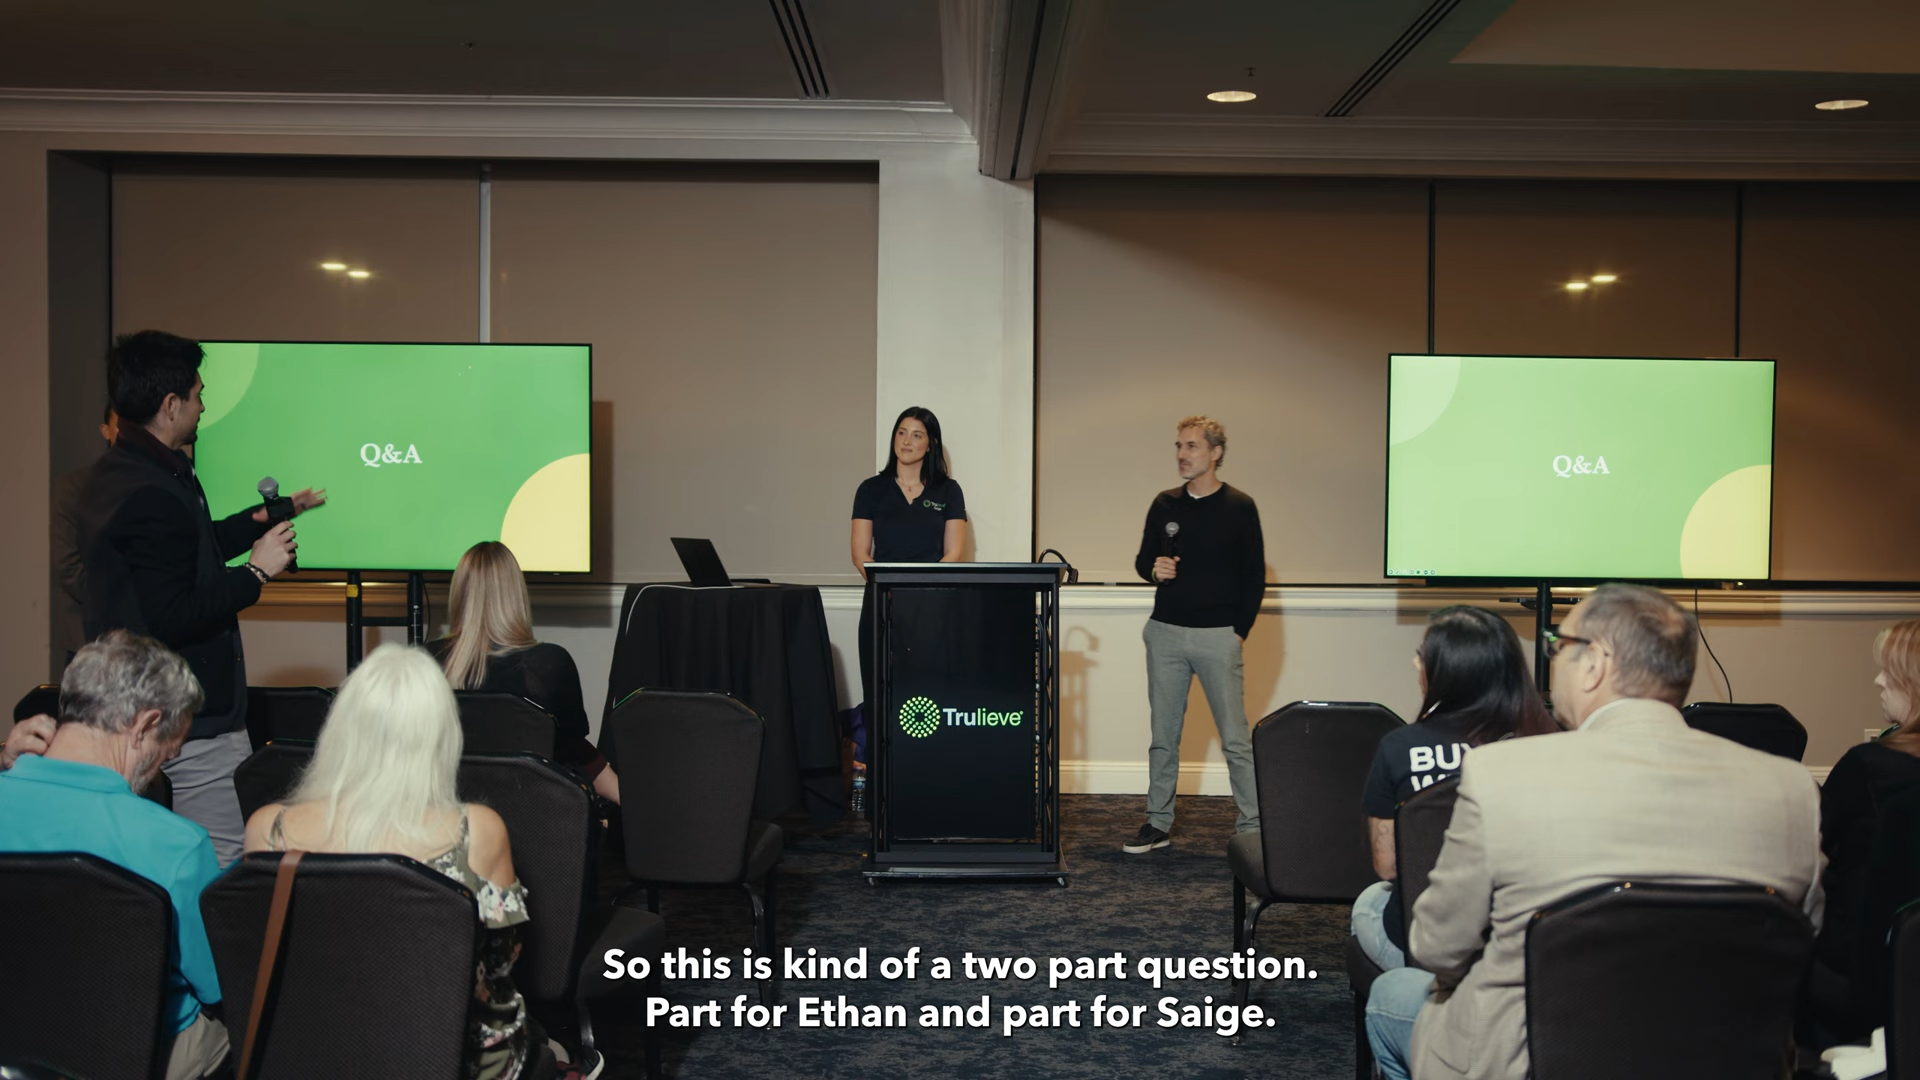 Q&A
Q&A
Trulieve
BUY
So this is kind of a two part question.
Part for Ethan and part for Saige.